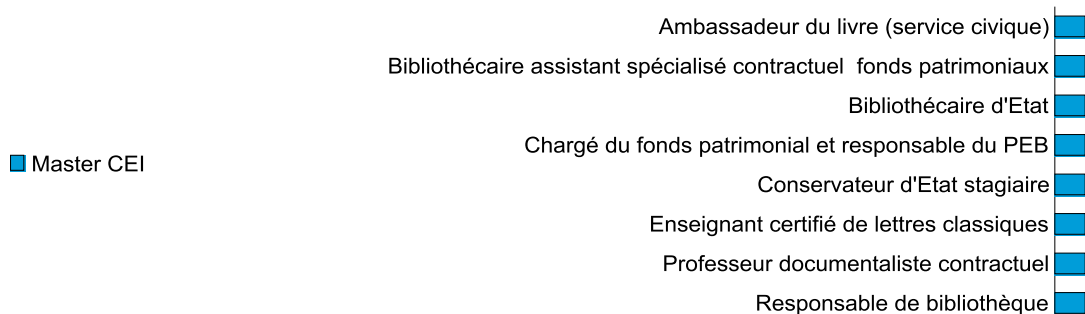 Ambassadeur du livre (service civique)
Bibliothécaire assistant spécialisé contractuel  fonds patrimoniaux
Bibliothécaire d'Etat
Chargé du fonds patrimonial et responsable du PEB
Master CEI
Conservateur d'Etat stagiaire
Enseignant certifié de lettres classiques
Professeur documentaliste contractuel
Responsable de bibliothèque